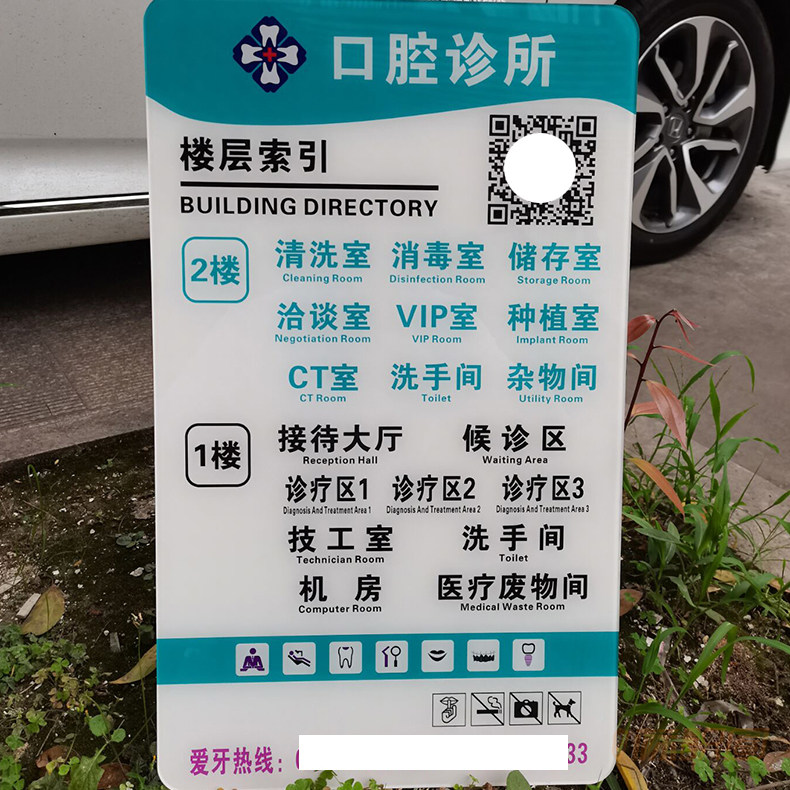 口腔诊所
楼层索引
BUILDING DIRECTORY
2楼
清洗室 消毒室 储存室
Cleaning Room Disinfection Room Storage Room
洽谈室 VIP室 种植室
Negotiation Room VIP Room Implant Room
CT室 洗手间 杂物间
CT Room Toilet Utility Room
1楼
接待大厅 候诊区
Reception Hall Waiting Area
诊疗区1 诊疗区2 诊疗区3
Diagnosis And Treatment Area 1 Diagnosis And Treatment Area 2 Diagnosis And Treatment Area 3
技工室 洗手间
Technician Room Toilet
机房 医疗废物间
Computer Room Medical Waste Room
爱牙热线：( 33